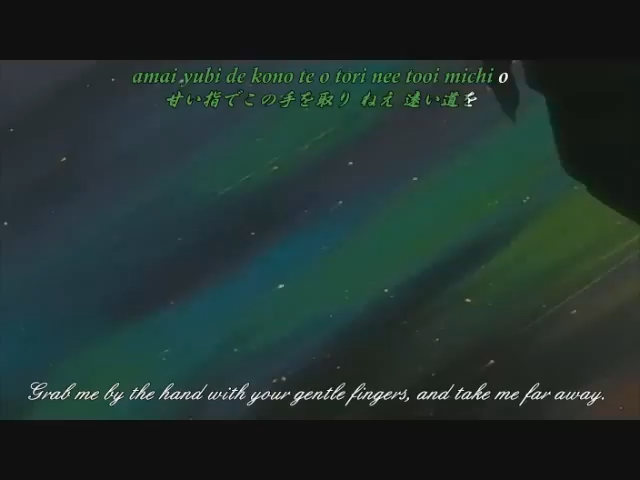 amai yubi de kono te o tori nee tooi michi o
甘い指でこの手を取り ねえ 遠い道を
Grab me by the hand with your gentle fingers, and take me far away.